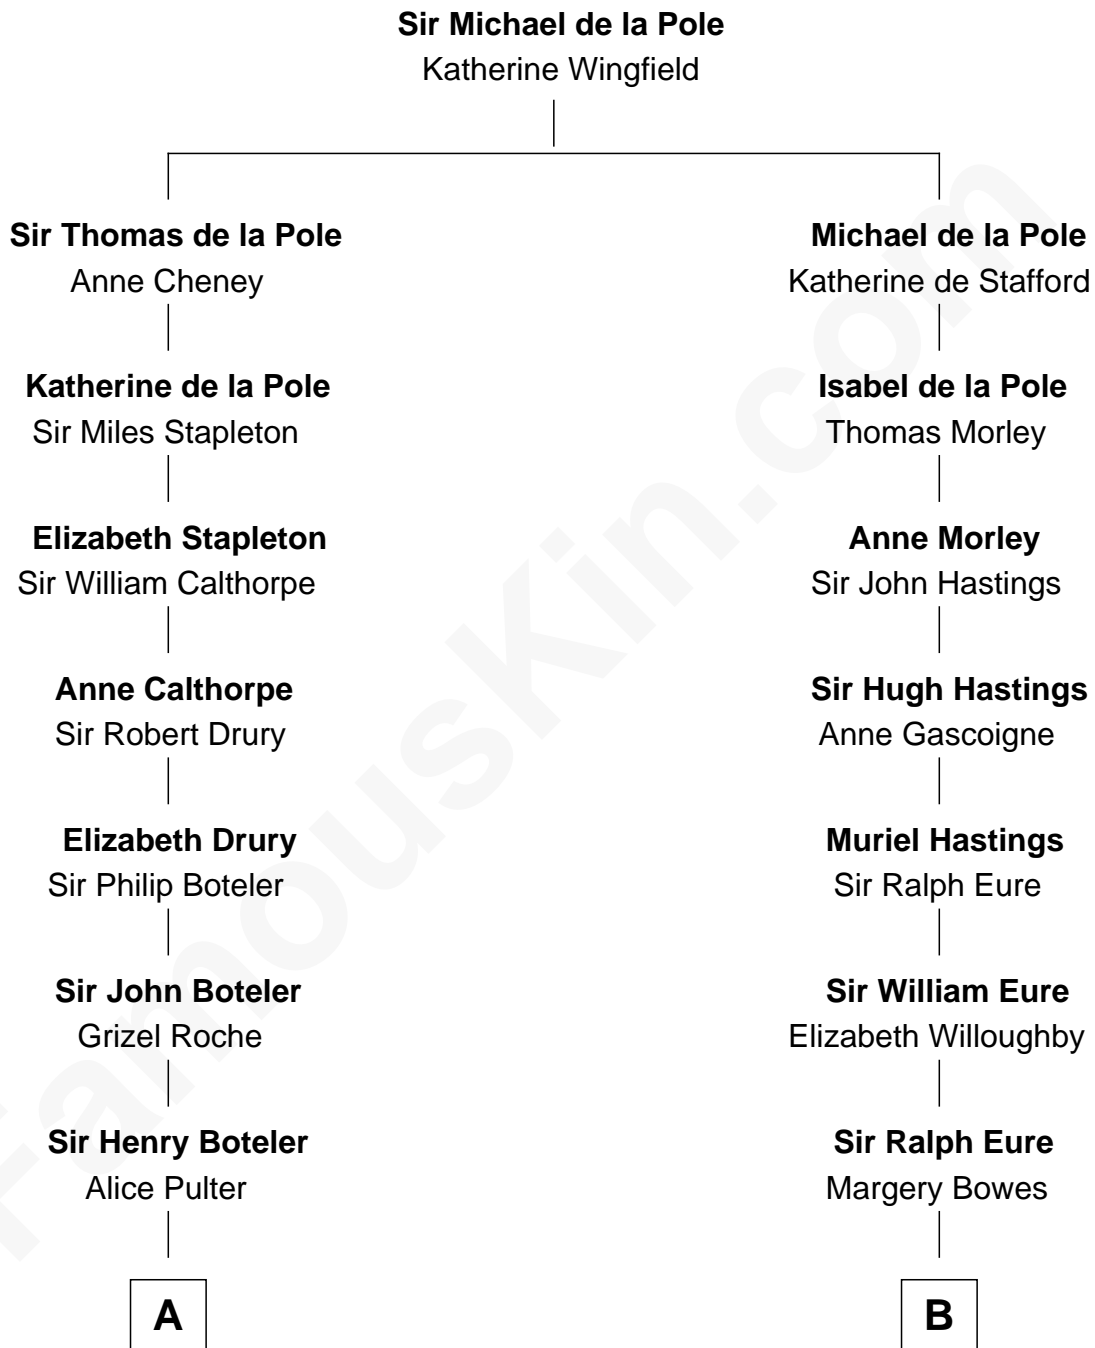 Sir Michael de la Pole
Katherine Wingfield
Sir Thomas de la Pole
Anne Cheney
Michael de la Pole
Katherine de Stafford
Katherine de la Pole
Sir Miles Stapleton
Isabel de la Pole
Thomas Morley
Elizabeth Stapleton
Sir William Calthorpe
Anne Morley
Sir John Hastings
Anne Calthorpe
Sir Robert Drury
Sir Hugh Hastings
Anne Gascoigne
Elizabeth Drury
Sir Philip Boteler
Muriel Hastings
Sir Ralph Eure
Sir John Boteler
Grizel Roche
Sir William Eure
Elizabeth Willoughby
Sir Henry Boteler
Alice Pulter
Sir Ralph Eure
Margery Bowes
A
B
FamousKin.com